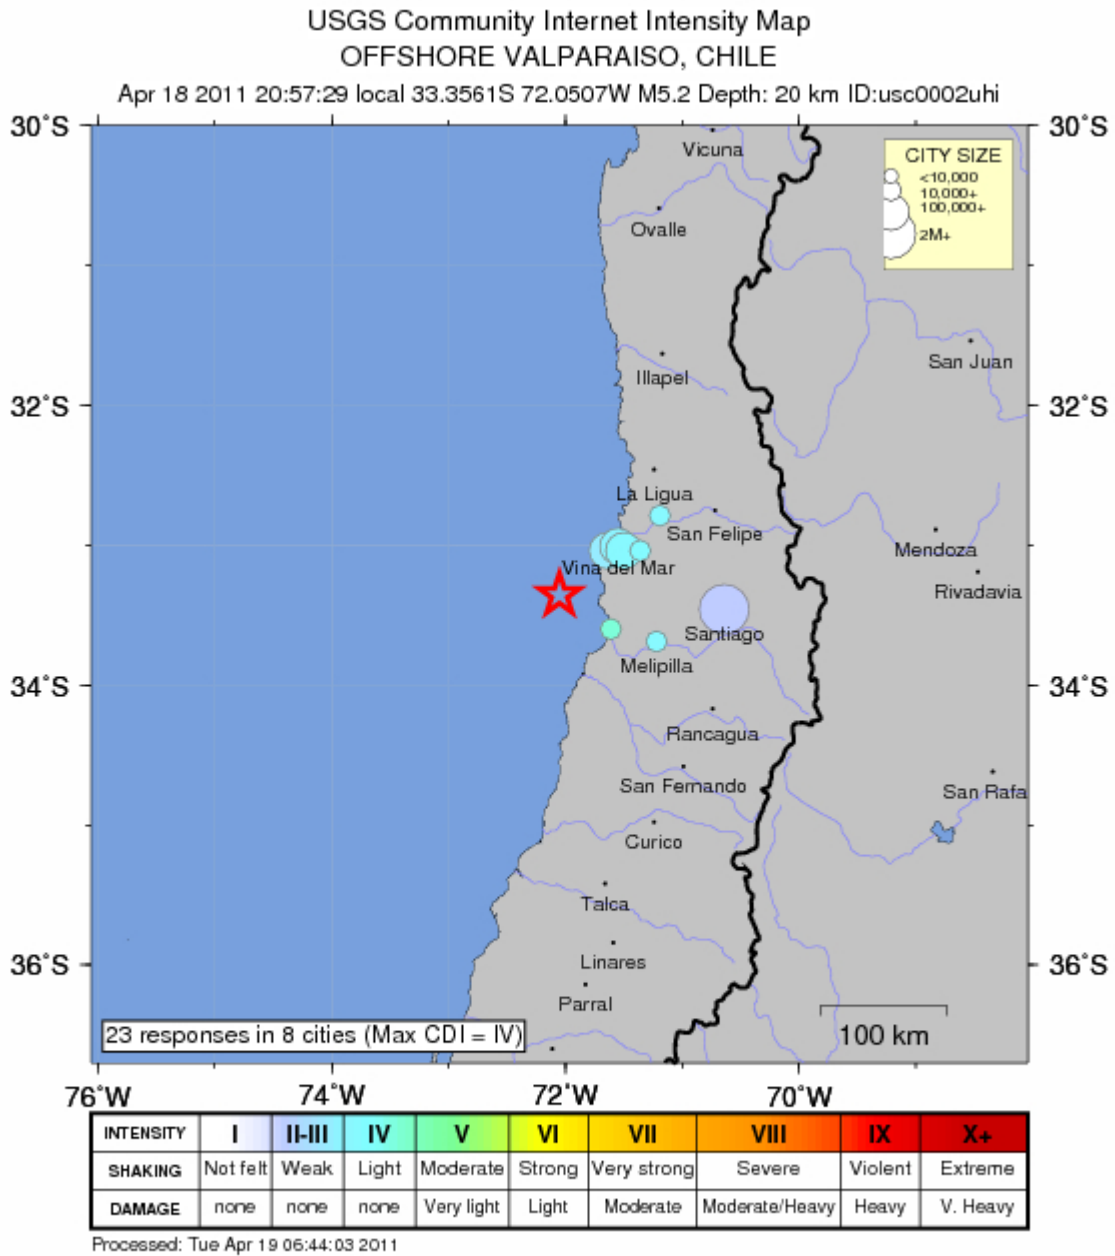 USGS Community Internet Intensity Map
OFFSHORE VALPARAISO, CHILE
Apr 18 2011 20:57:29 local 33.3561S 72.0507W M5.2 Depth: 20 km ID:usc0002uhi
30°S 30°S
CITY SIZE
<10,000
10,000+
100,000+
2M+
Vicuna
Ovalle
San Juan
Illapel
32°S 32°S
La Ligua
San Felipe
Mendoza
Vina del Mar
Rivadavia
Santiago
Melipilla
34°S 34°S
Rancagua
San Fernando
San Rafa
Curico
Talca
Linares
36°S 36°S
Parral
23 responses in 8 cities (Max CDI = IV)
100 km
76°W 74°W 72°W 70°W
INTENSITY I II-III IV V VI VII VIII IX X+
SHAKING Not felt Weak Light Moderate Strong Very strong Severe Violent Extreme
DAMAGE none none none Very light Light Moderate Moderate/Heavy Heavy V. Heavy
Processed: Tue Apr 19 06:44:03 2011